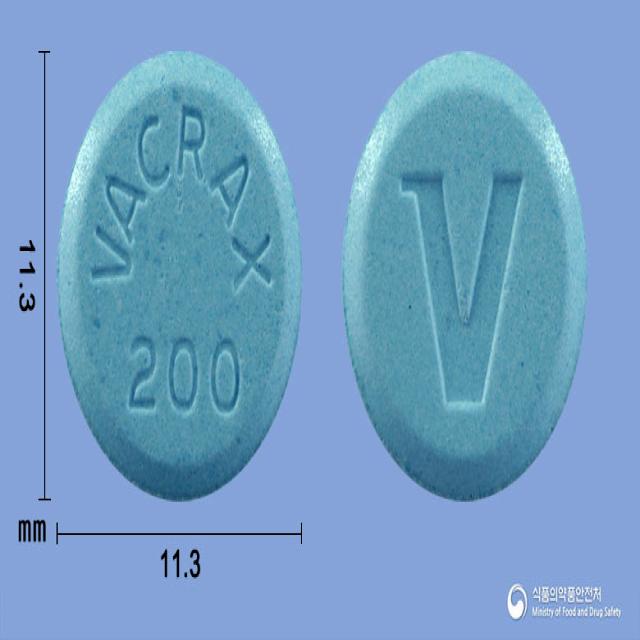 VACRAX
200
V
11.3
mm
11.3
식품의약품안전처
Ministry of Food and Drug Safety